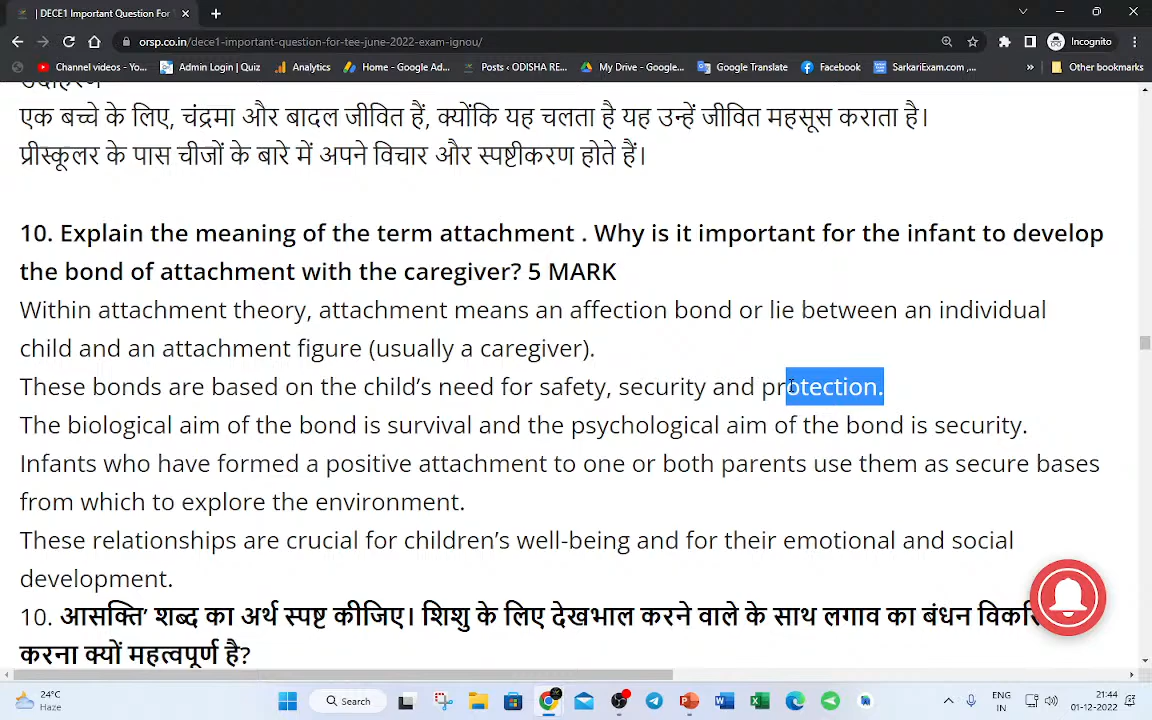 | DECE1 Important Question For
orsp.co.in/dece1-important-question-for-tee-june-2022-exam-ignou/
Incognito
Channel videos - Yo...
Admin Login | Quiz
Analytics
Home - Google Ad...
Posts ‹ ODISHA RE...
My Drive - Google...
Google Translate
Facebook
SarkariExam.com ,...
»
Other bookmarks
एक बच्चे के लिए, चंद्रमा और बादल जीवित हैं, क्योंकि यह चलता है यह उन्हें जीवित महसूस कराता है।
प्रीस्कूलर के पास चीजों के बारे में अपने विचार और स्पष्टीकरण होते हैं।
10. Explain the meaning of the term attachment . Why is it important for the infant to develop
the bond of attachment with the caregiver? 5 MARK
Within attachment theory, attachment means an affection bond or lie between an individual
child and an attachment figure (usually a caregiver).
These bonds are based on the child's need for safety, security and protection.
The biological aim of the bond is survival and the psychological aim of the bond is security.
Infants who have formed a positive attachment to one or both parents use them as secure bases
from which to explore the environment.
These relationships are crucial for children's well-being and for their emotional and social
development.
10. आसक्ति' शब्द का अर्थ स्पष्ट कीजिए। शिशु के लिए देखभाल करने वाले के साथ लगाव का बंधन
करना क्यों महत्वपूर्ण है?
24°C
Haze
Search
ENG
IN
21:44
01-12-2022